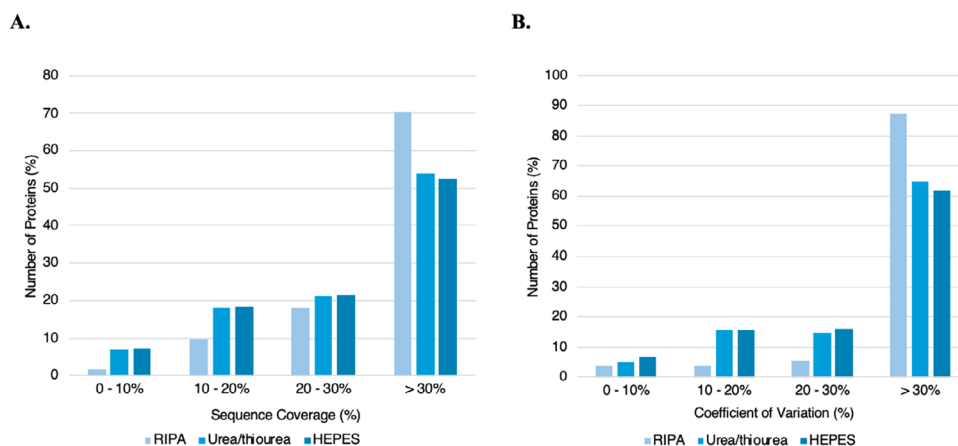 A.
80
70
60
50
40
30
20
10
0
Number of Proteins (%)
0 - 10% 10 - 20% 20 - 30% > 30%
Sequence Coverage (%)
RIPA Urea/thiourea HEPES
B.
100
90
80
70
60
50
40
30
20
10
0
Number of Proteins (%)
0 - 10% 10 - 20% 20 - 30% > 30%
Coefficient of Variation (%)
RIPA Urea/thiourea HEPES